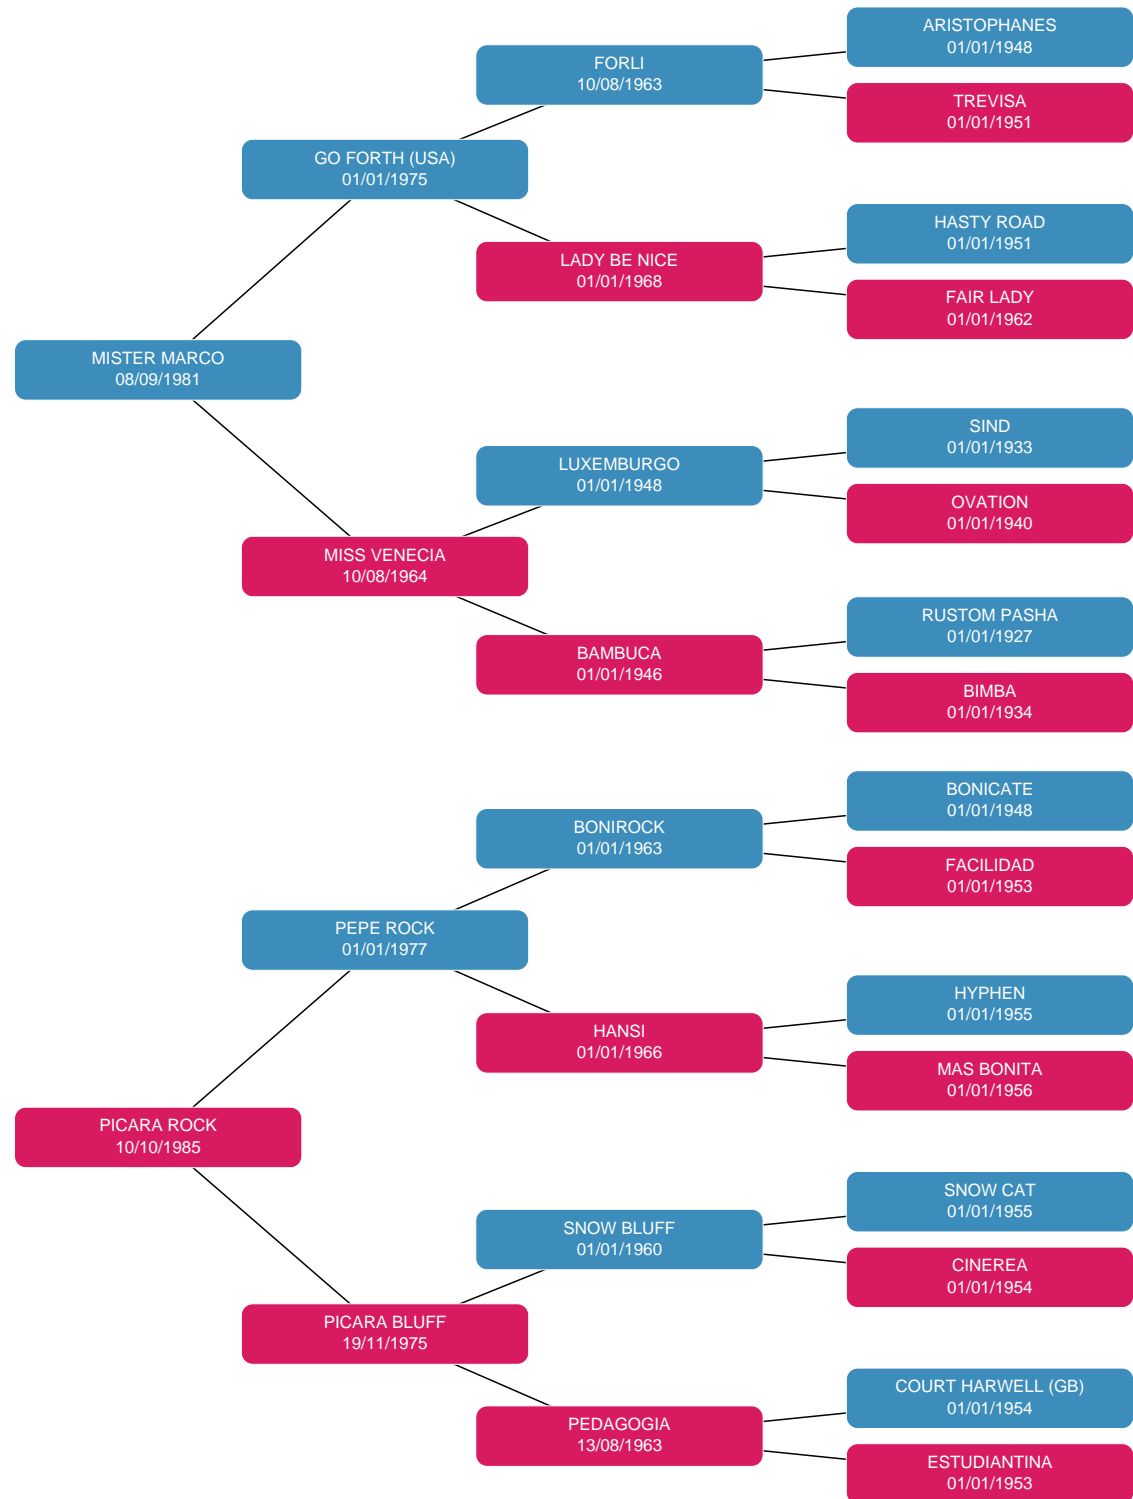 ARISTOPHANES
01/01/1948
FORLI
10/08/1963
TREVISA
01/01/1951
GO FORTH (USA)
01/01/1975
HASTY ROAD
01/01/1951
LADY BE NICE
01/01/1968
FAIR LADY
01/01/1962
MISTER MARCO
08/09/1981
SIND
01/01/1933
LUXEMBURGO
01/01/1948
OVATION
01/01/1940
MISS VENECIA
10/08/1964
RUSTOM PASHA
01/01/1927
BAMBUCA
01/01/1946
BIMBA
01/01/1934
BONICATE
01/01/1948
BONIROCK
01/01/1963
FACILIDAD
01/01/1953
PEPE ROCK
01/01/1977
HYPHEN
01/01/1955
HANSI
01/01/1966
MAS BONITA
01/01/1956
PICARA ROCK
10/10/1985
SNOW CAT
01/01/1955
SNOW BLUFF
01/01/1960
CINEREA
01/01/1954
PICARA BLUFF
19/11/1975
COURT HARWELL (GB)
01/01/1954
PEDAGOGIA
13/08/1963
ESTUDIANTINA
01/01/1953